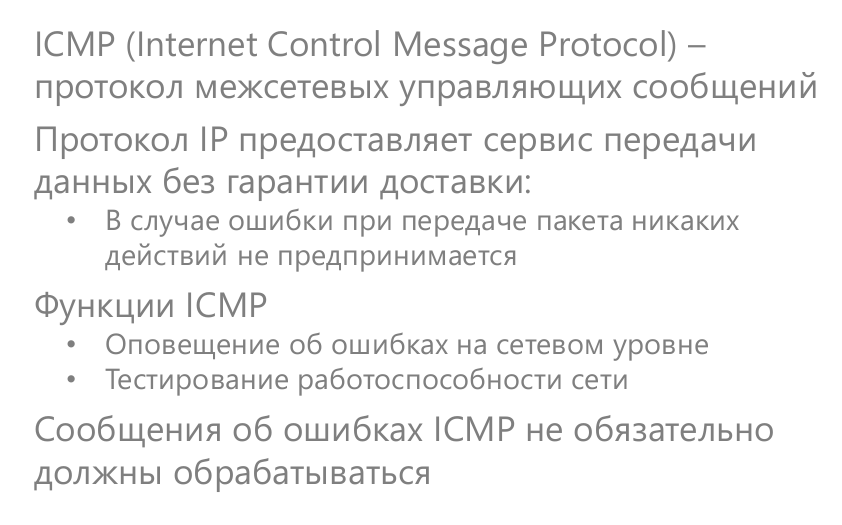 ICMP (Internet Control Message Protocol) –
протокол межсетевых управляющих сообщений
Протокол IP предоставляет сервис передачи
данных без гарантии доставки:
• В случае ошибки при передаче пакета никаких
действий не предпринимается
Функции ICMP
• Оповещение об ошибках на сетевом уровне
• Тестирование работоспособности сети
Сообщения об ошибках ICMP не обязательно
должны обрабатываться